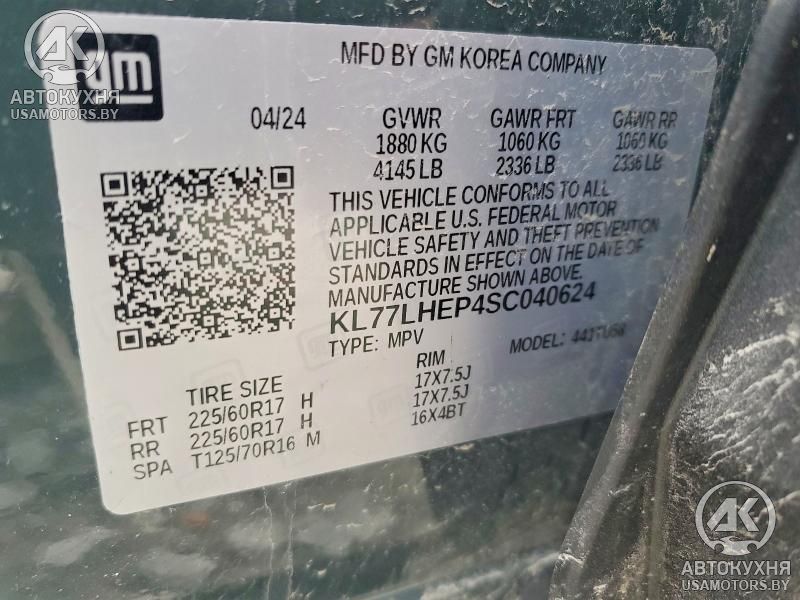 gm
MFD BY GM KOREA COMPANY
04/24
GVWR GAWR FRT GAWR RR
1880 KG 1060 KG 1060 KG
4145 LB 2336 LB 2336 LB
THIS VEHICLE CONFORMS TO ALL
APPLICABLE U.S. FEDERAL MOTOR
VEHICLE SAFETY AND THEFT PREVENTION
STANDARDS IN EFFECT ON THE DATE OF
MANUFACTURE SHOWN ABOVE.
KL77LHEP4SC040624
TYPE: MPV MODEL:
TIRE SIZE RIM
FRT 225/60R17 H 17X7.5J
RR 225/60R17 H 17X7.5J
SPA T125/70R16 M 16X4BT
АК
АВТОКУХНЯ
USAMOTORS.BY
АК
АВТОКУХНЯ
USAMOTORS.BY